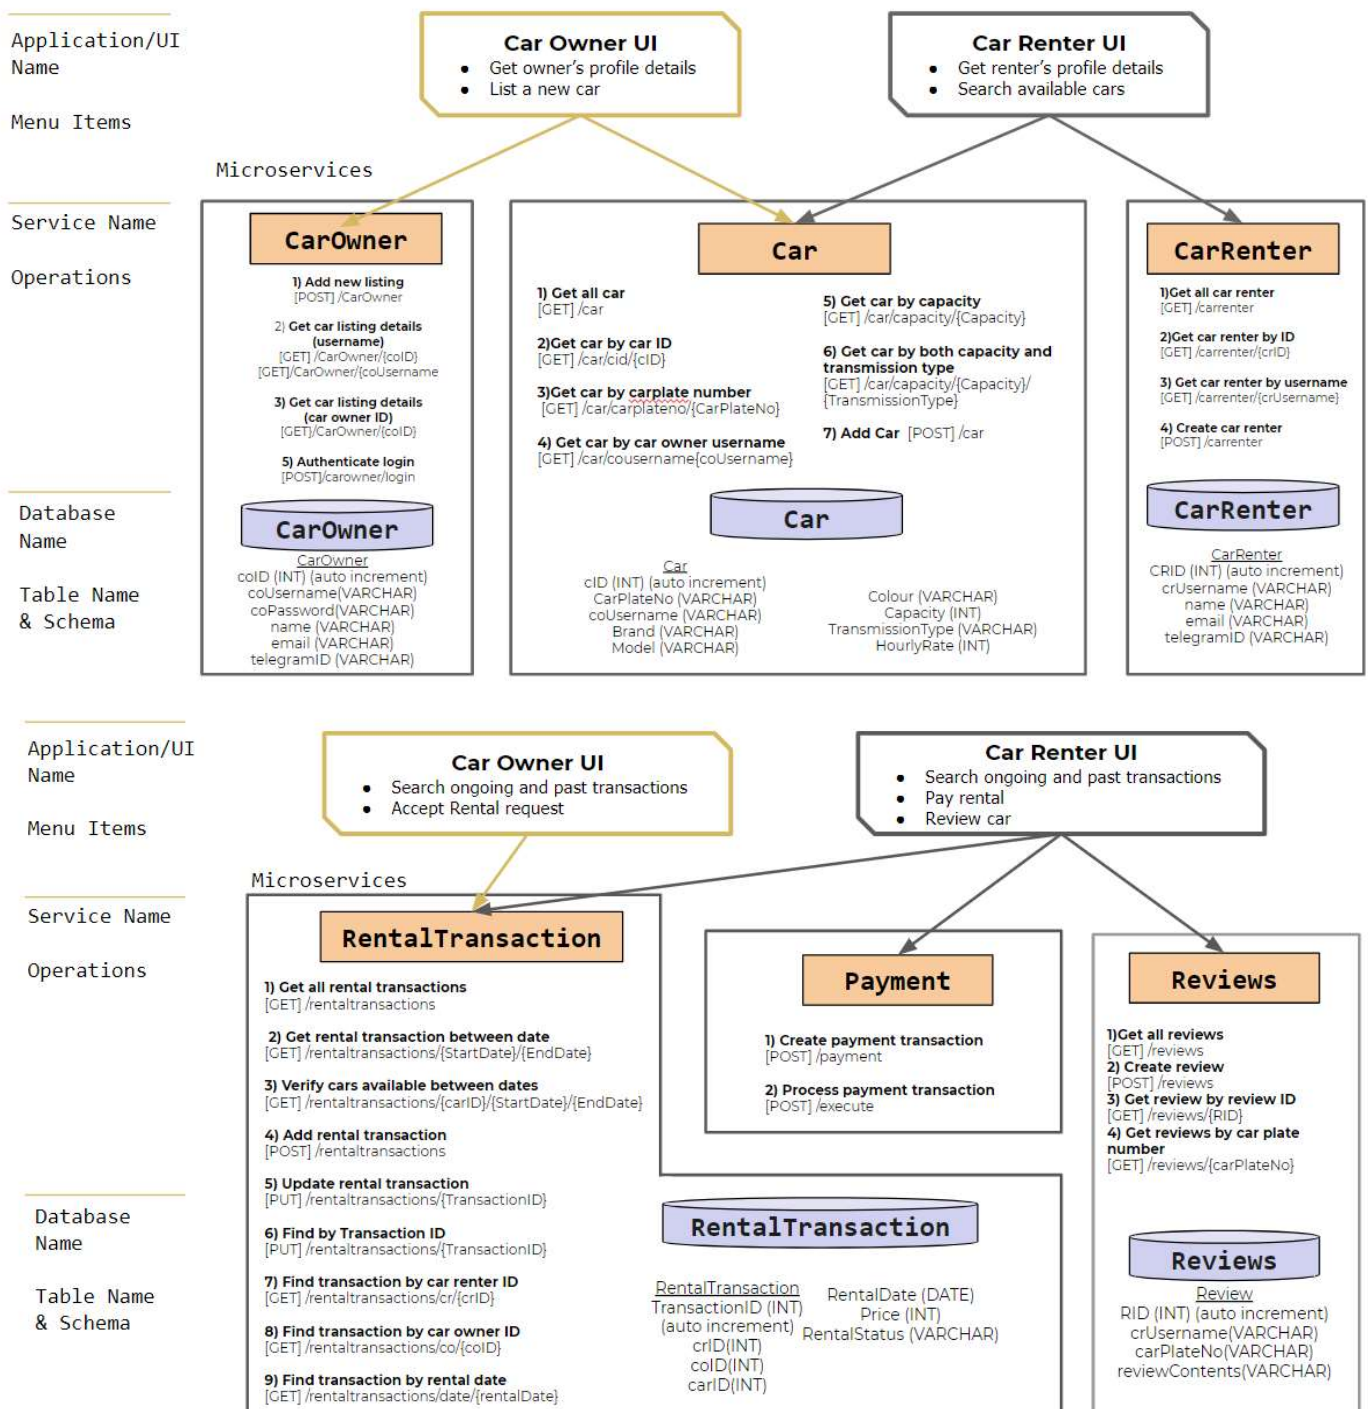 Application/UI
Name
Menu Items
Car Owner UI
● Get owner's profile details
● List a new car
Car Renter UI
● Get renter's profile details
● Search available cars
Microservices
Service Name
Operations
CarOwner
1) Add new listing
[POST] /CarOwner
2) Get car listing details
(username)
[GET] /CarOwner/{coID}
[GET]/CarOwner/{coUsername
3) Get car listing details
(car owner ID)
[GET]/CarOwner/{coID}
5) Authenticate login
[POST]/carowner/login
Car
1) Get all car
[GET] /car
2)Get car by car ID
[GET] /car/cid/{cID}
3)Get car by carplate number
[GET] /car/carplateno/{CarPlateNo}
4) Get car by car owner username
[GET] /car/cousername{coUsername}
5) Get car by capacity
[GET] /car/capacity/{Capacity}
6) Get car by both capacity and
transmission type
[GET] /car/capacity/{Capacity}/
{TransmissionType}
7) Add Car [POST] /car
CarRenter
1)Get all car renter
[GET] /carrenter
2)Get car renter by ID
[GET] /carrenter/{crID}
3) Get car renter by username
[GET] /carrenter/{crUsername}
4) Create car renter
[POST] /carrenter
Database
Name
Table Name
& Schema
CarOwner
CarOwner
coID (INT) (auto increment)
coUsername(VARCHAR)
coPassword(VARCHAR)
name (VARCHAR)
email (VARCHAR)
telegramID (VARCHAR)
Car
Car
cID (INT) (auto increment)
CarPlateNo (VARCHAR)
coUsername (VARCHAR)
Brand (VARCHAR)
Model (VARCHAR)
Colour (VARCHAR)
Capacity (INT)
TransmissionType (VARCHAR)
HourlyRate (INT)
CarRenter
CarRenter
CRID (INT) (auto increment)
crUsername (VARCHAR)
name (VARCHAR)
email (VARCHAR)
telegramID (VARCHAR)
Application/UI
Name
Menu Items
Car Owner UI
● Search ongoing and past transactions
● Accept Rental request
Car Renter UI
● Search ongoing and past transactions
● Pay rental
● Review car
Microservices
Service Name
Operations
RentalTransaction
1) Get all rental transactions
[GET] /rentaltransactions
2) Get rental transaction between date
[GET] /rentaltransactions/{StartDate}/{EndDate}
3) Verify cars available between dates
[GET] /rentaltransactions/{carID}/{StartDate}/{EndDate}
4) Add rental transaction
[POST] /rentaltransactions
5) Update rental transaction
[PUT] /rentaltransactions/{TransactionID}
6) Find by Transaction ID
[PUT] /rentaltransactions/{TransactionID}
7) Find transaction by car renter ID
[GET] /rentaltransactions/cr/{crID}
8) Find transaction by car owner ID
[GET] /rentaltransactions/co/{coID}
9) Find transaction by rental date
[GET] /rentaltransactions/date/{rentalDate}
Payment
1) Create payment transaction
[POST] /payment
2) Process payment transaction
[POST] /execute
Reviews
1)Get all reviews
[GET] /reviews
2) Create review
[POST] /reviews
3) Get review by review ID
[GET] /reviews/{RID}
4) Get reviews by car plate
number
[GET] /reviews/{carPlateNo}
Database
Name
Table Name
& Schema
RentalTransaction
RentalTransaction
TransactionID (INT)
(auto increment)
crID(INT)
coID(INT)
carID(INT)
RentalDate (DATE)
Price (INT)
RentalStatus (VARCHAR)
Reviews
Review
RID (INT) (auto increment)
crUsername(VARCHAR)
carPlateNo(VARCHAR)
reviewContents(VARCHAR)